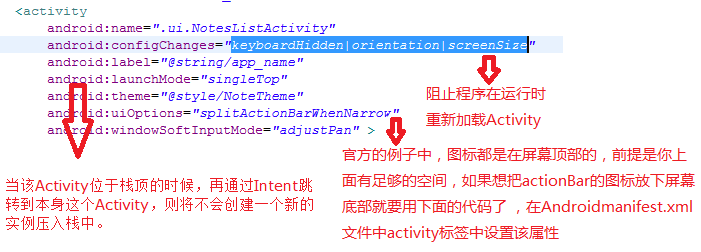 <activity
android:name=".ui.NotesListActivity"
android:configChanges="keyboardHidden|orientation|screenSize"
android:label="@string/app_name"
android:launchMode="singleTop"
android:theme="@style/NoteTheme"
android:uiOptions="splitActionBarWhenNarrow"
android:windowSoftInputMode="adjustPan" >
阻止程序在运行时
重新加载Activity
当该Activity位于栈顶的时候，再通过Intent跳
转到本身这个Activity，则将不会创建一个新的
实例压入栈中。
官方的例子中，图标都是在屏幕顶部的，前提是你上
面有足够的空间，如果想把actionBar的图标放下屏幕
底部就要用下面的代码了 ，在Androidmanifest.xml
文件中activity标签中设置该属性